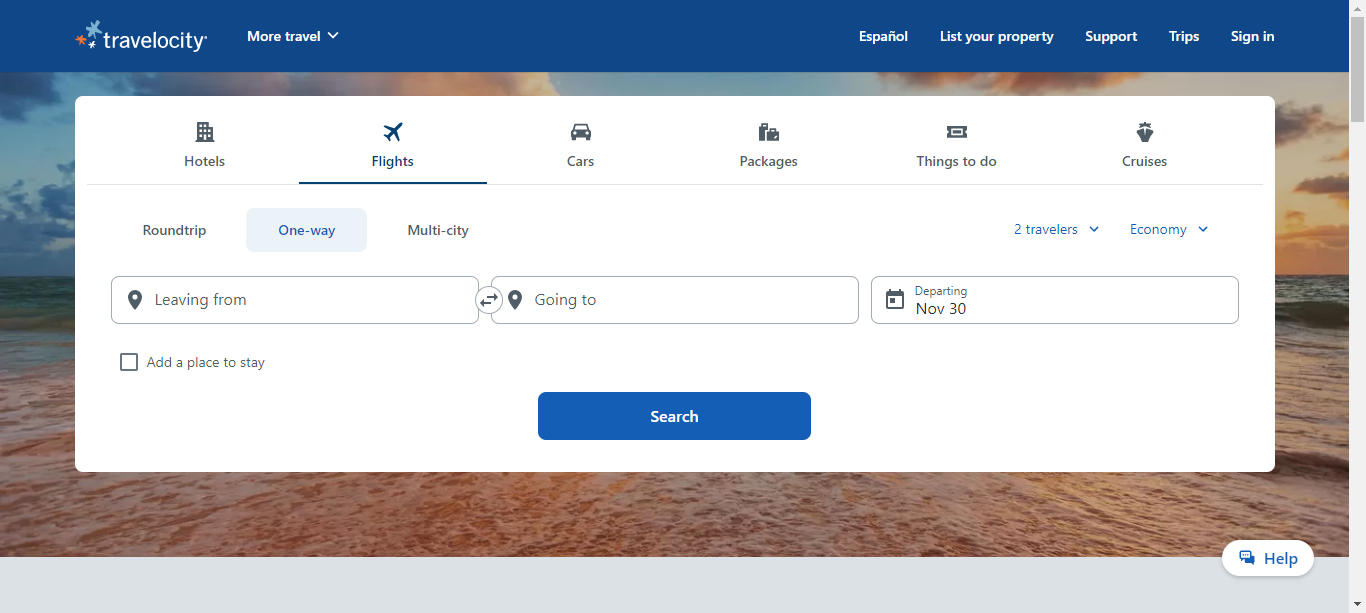 travelocity
More travel
Español
List your property
Support
Trips
Sign in
Hotels
Flights
Cars
Packages
Things to do
Cruises
Roundtrip
One-way
Multi-city
2 travelers
Economy
Leaving from
Going to
Departing
Nov 30
Add a place to stay
Search
Help